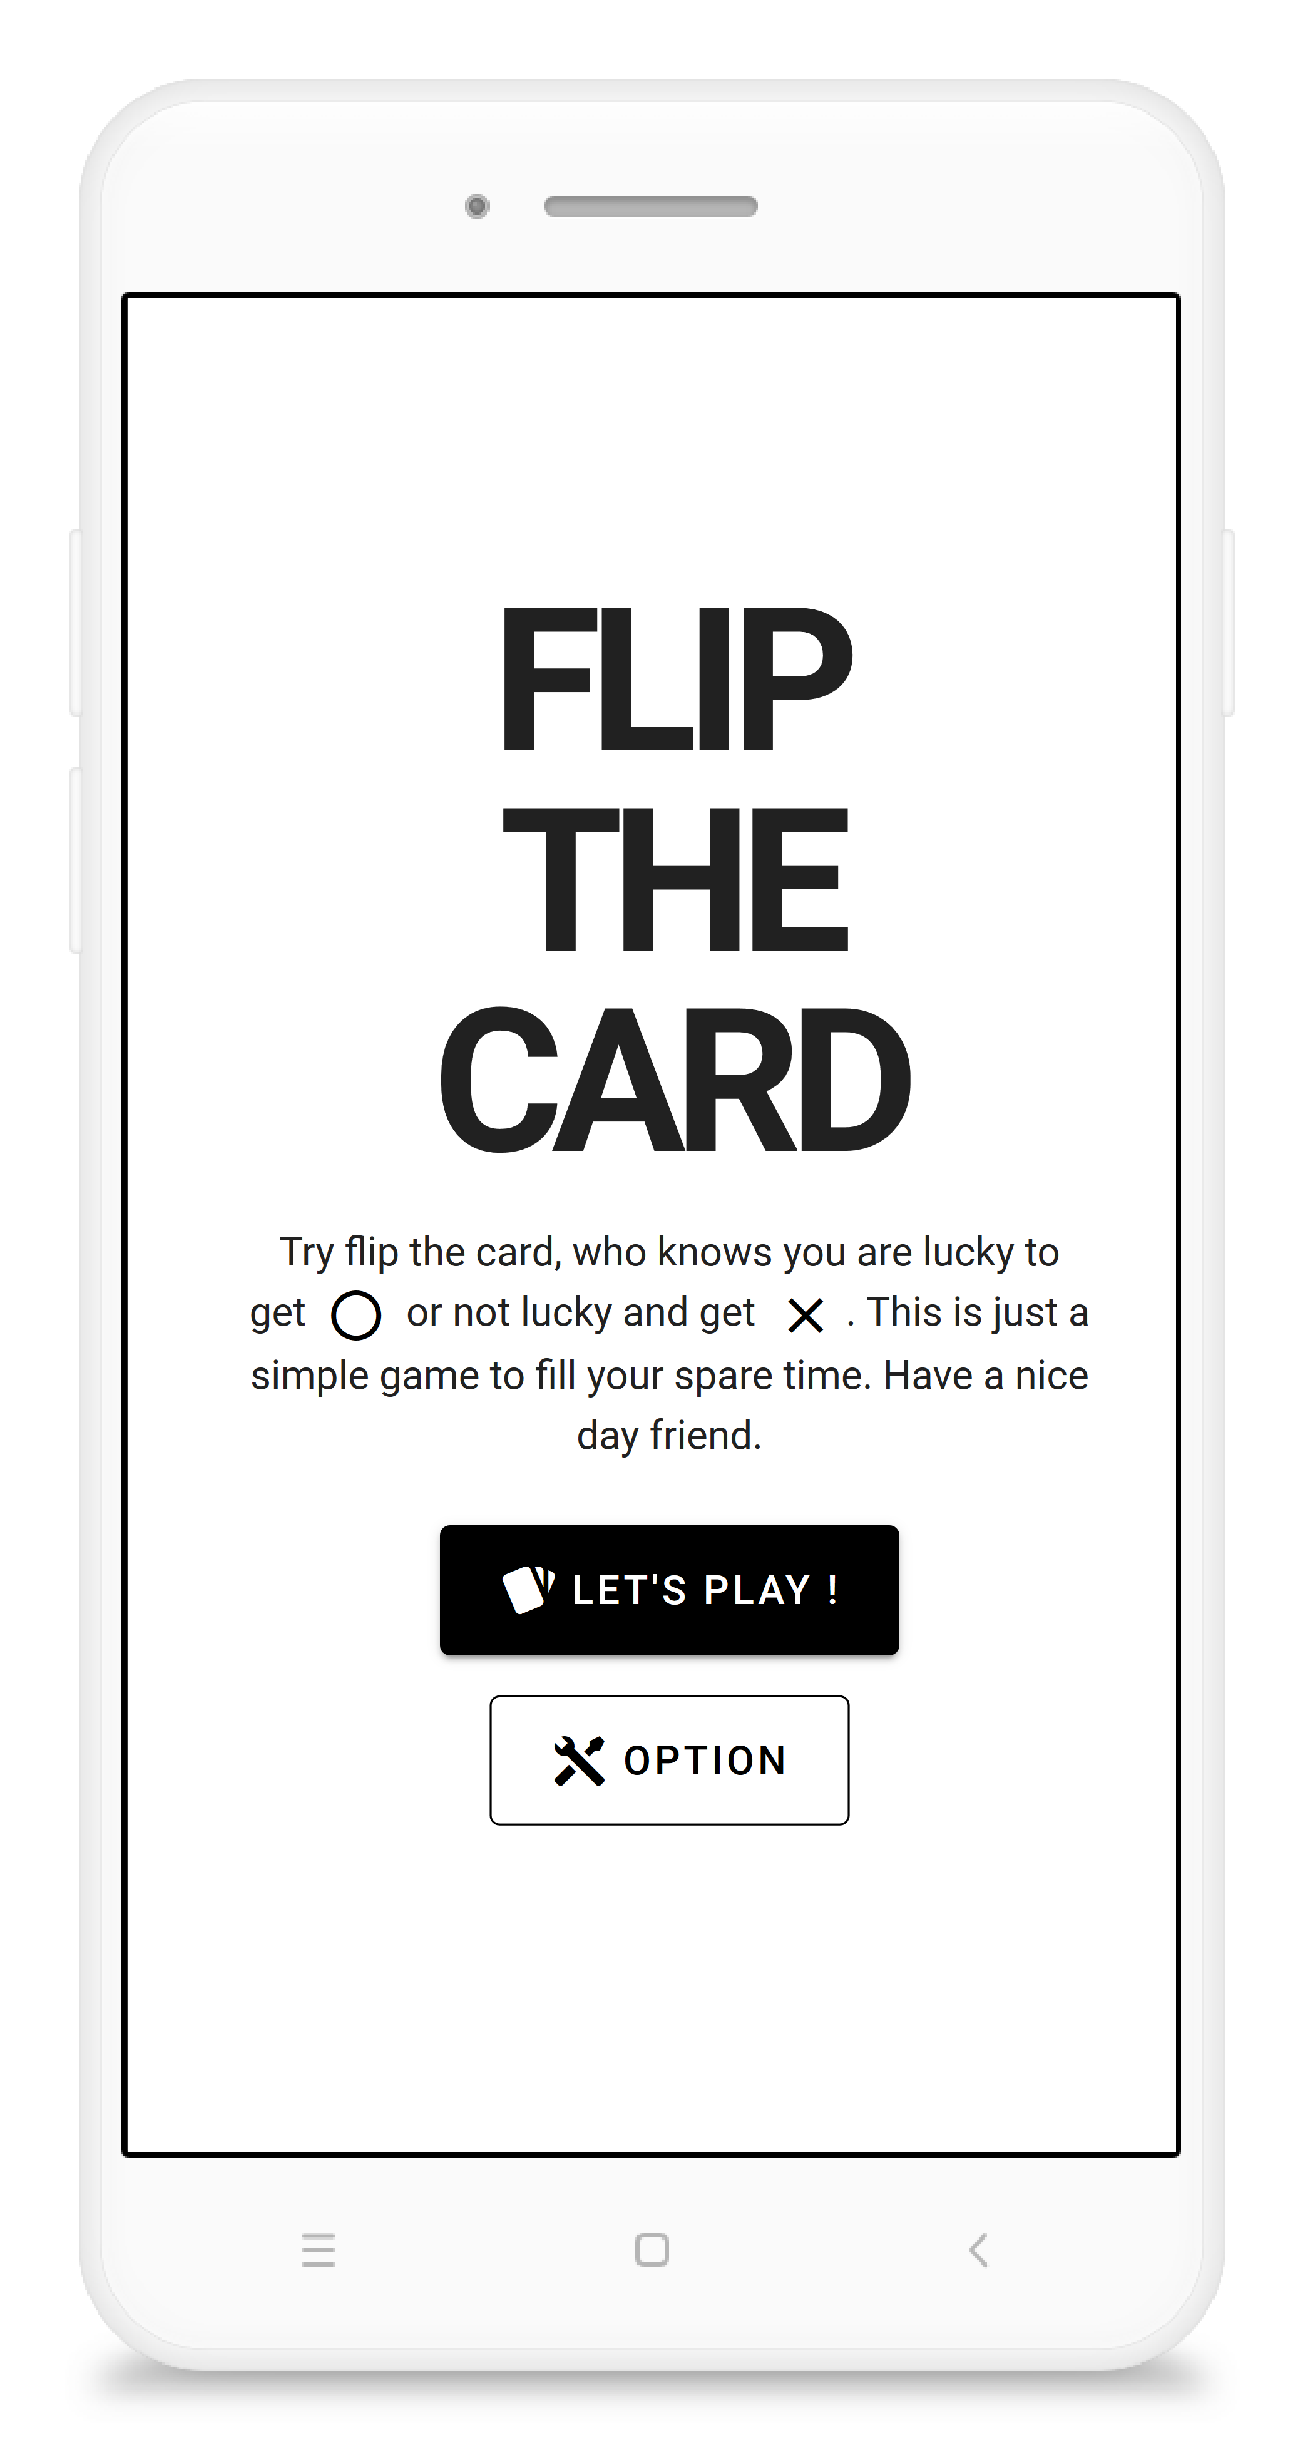 FLIP
THE
CARD
Try flip the card, who knows you are lucky to
get ○ or not lucky and get × . This is just a
simple game to fill your spare time. Have a nice
day friend.
LET'S PLAY !
OPTION